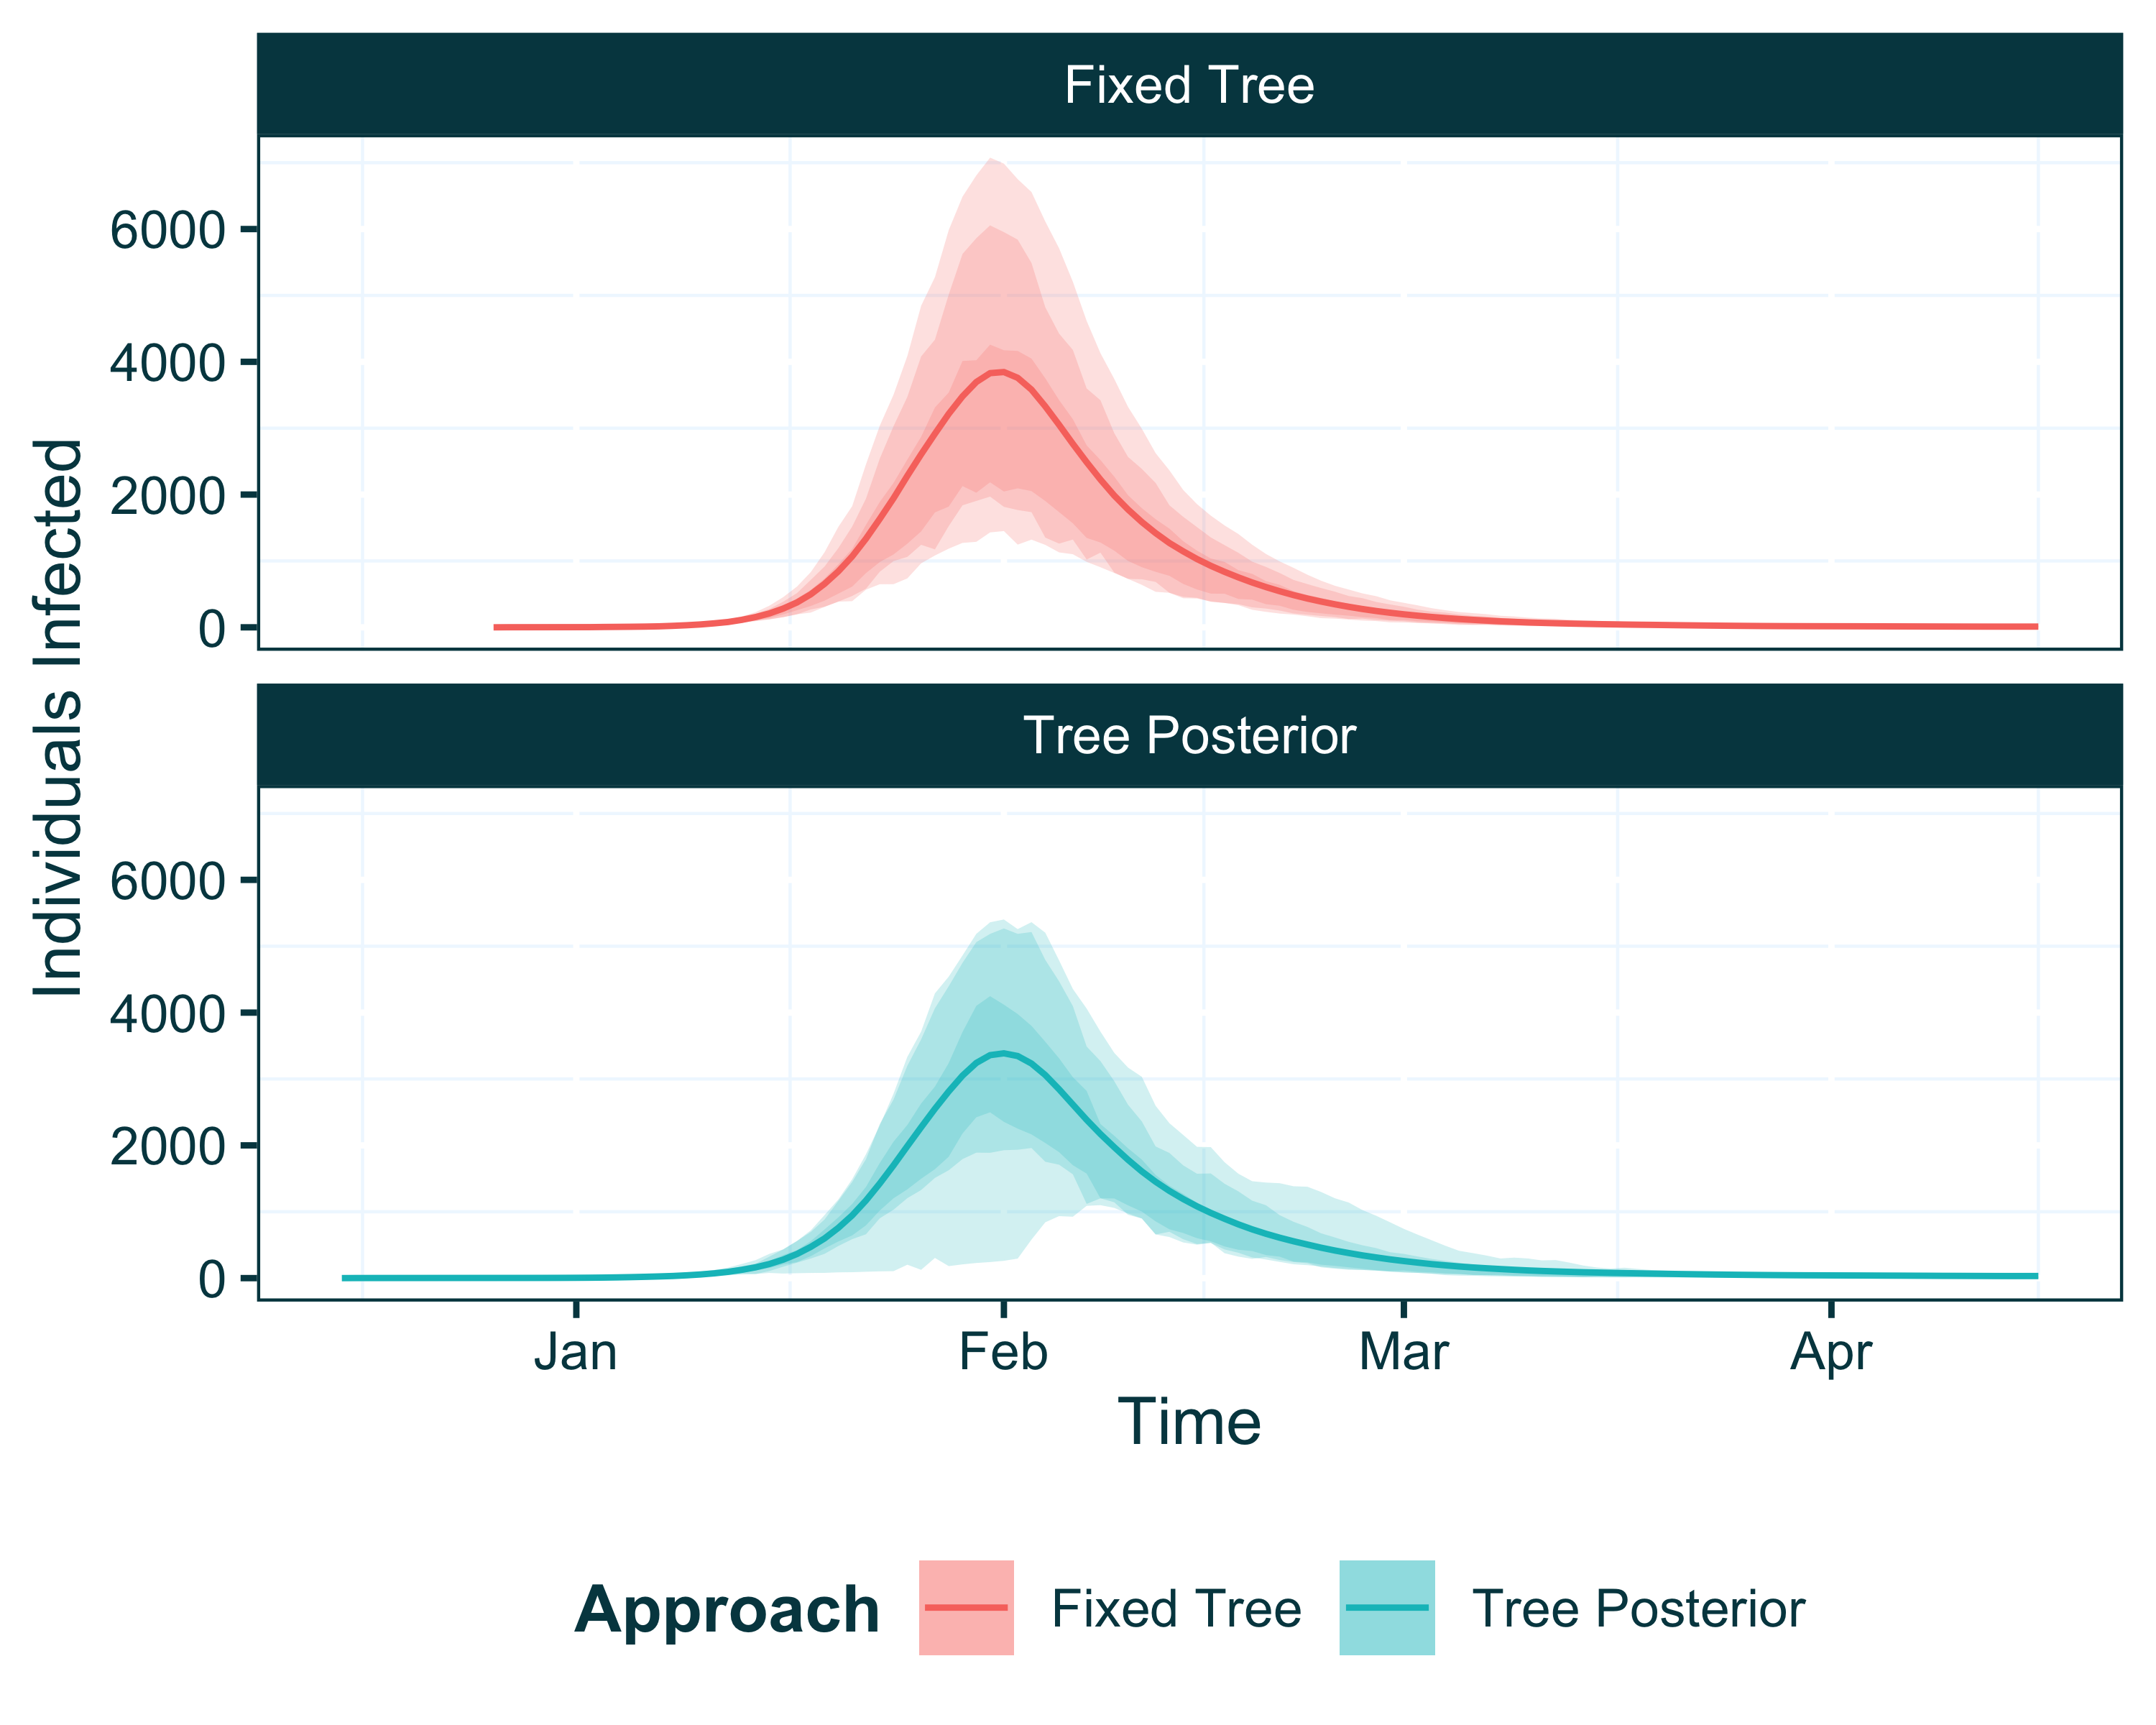 Fixed Tree
6000
4000
2000
0
Individuals Infected
Tree Posterior
6000
4000
2000
0
Jan Feb Mar Apr
Time
Approach Fixed Tree Tree Posterior